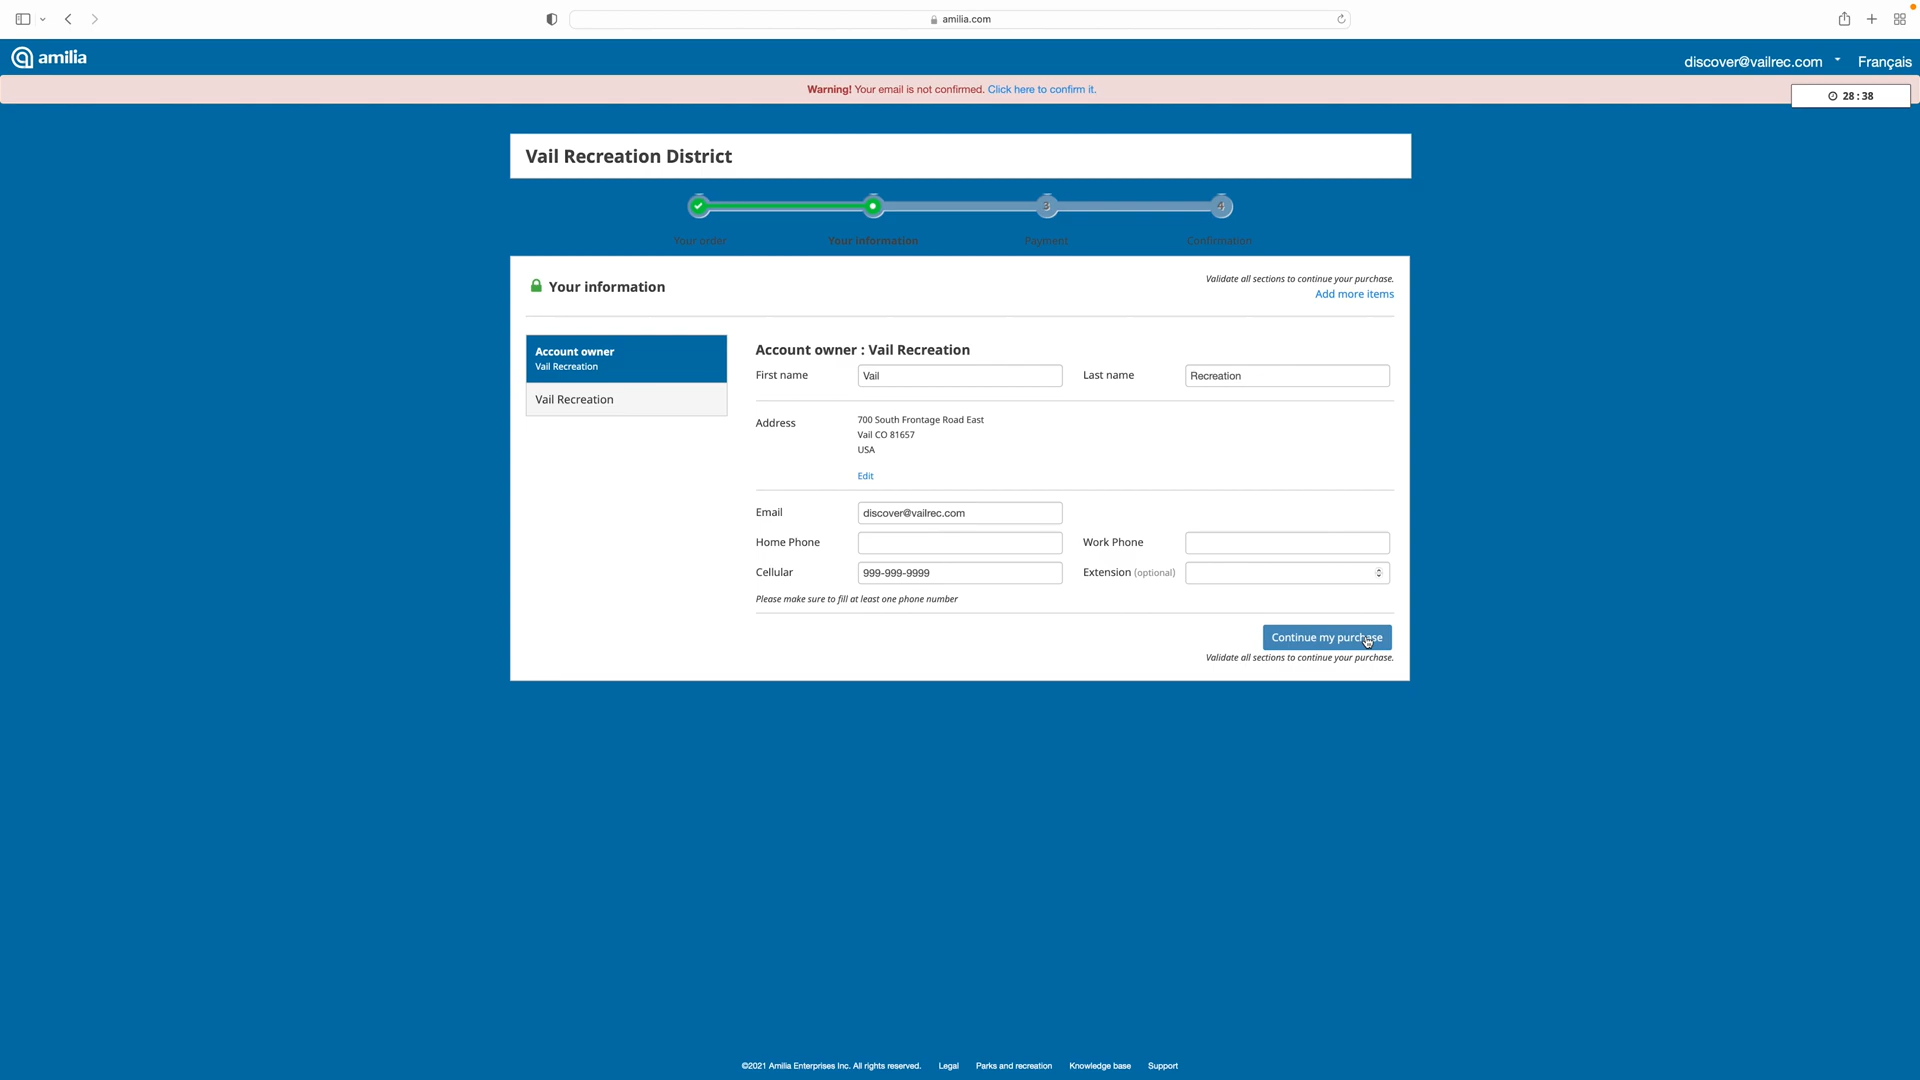 amilia.com
amilia
discover@vailrec.com
Français
Warning! Your email is not confirmed. Click here to confirm it.
28 : 38
Vail Recreation District
3
4
Your order
Your information
Payment
Confirmation
Your information
Validate all sections to continue your purchase.
Add more items
Account owner
Vail Recreation
Vail Recreation
Account owner : Vail Recreation
First name
Vail
Last name
Recreation
Address
700 South Frontage Road East
Vail CO 81657
USA
Edit
Email
discover@vailrec.com
Home Phone
Work Phone
Cellular
999-999-9999
Extension (optional)
Please make sure to fill at least one phone number
Continue my purchase
Validate all sections to continue your purchase.
©2021 Amilia Enterprises Inc. All rights reserved.
Legal
Parks and recreation
Knowledge base
Support